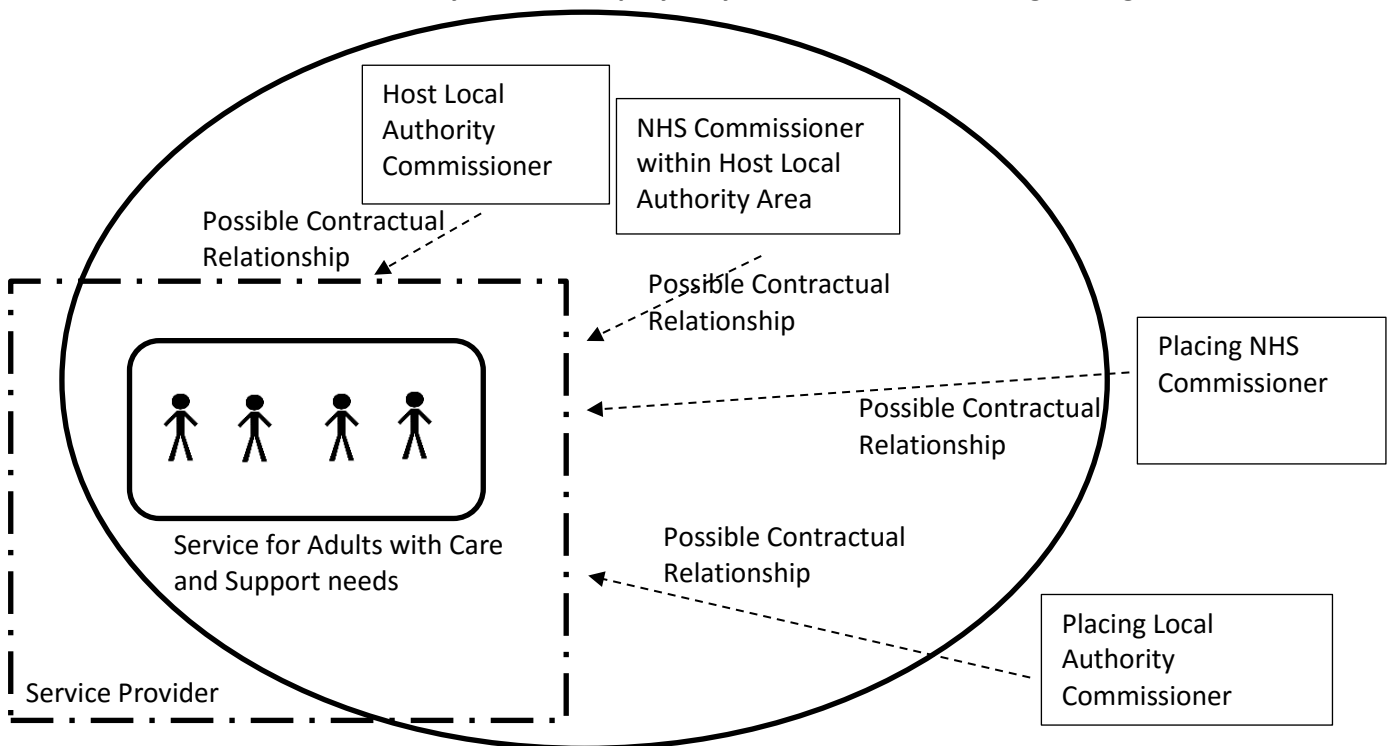 Host Local
Authority
Commissioner
NHS Commissioner
within Host Local
Authority Area
Possible Contractual
Relationship
Possible Contractual
Relationship
Placing NHS
Commissioner
Possible Contractual
Relationship
Service for Adults with Care
and Support needs
Possible Contractual
Relationship
Placing Local
Authority
Commissioner
Service Provider